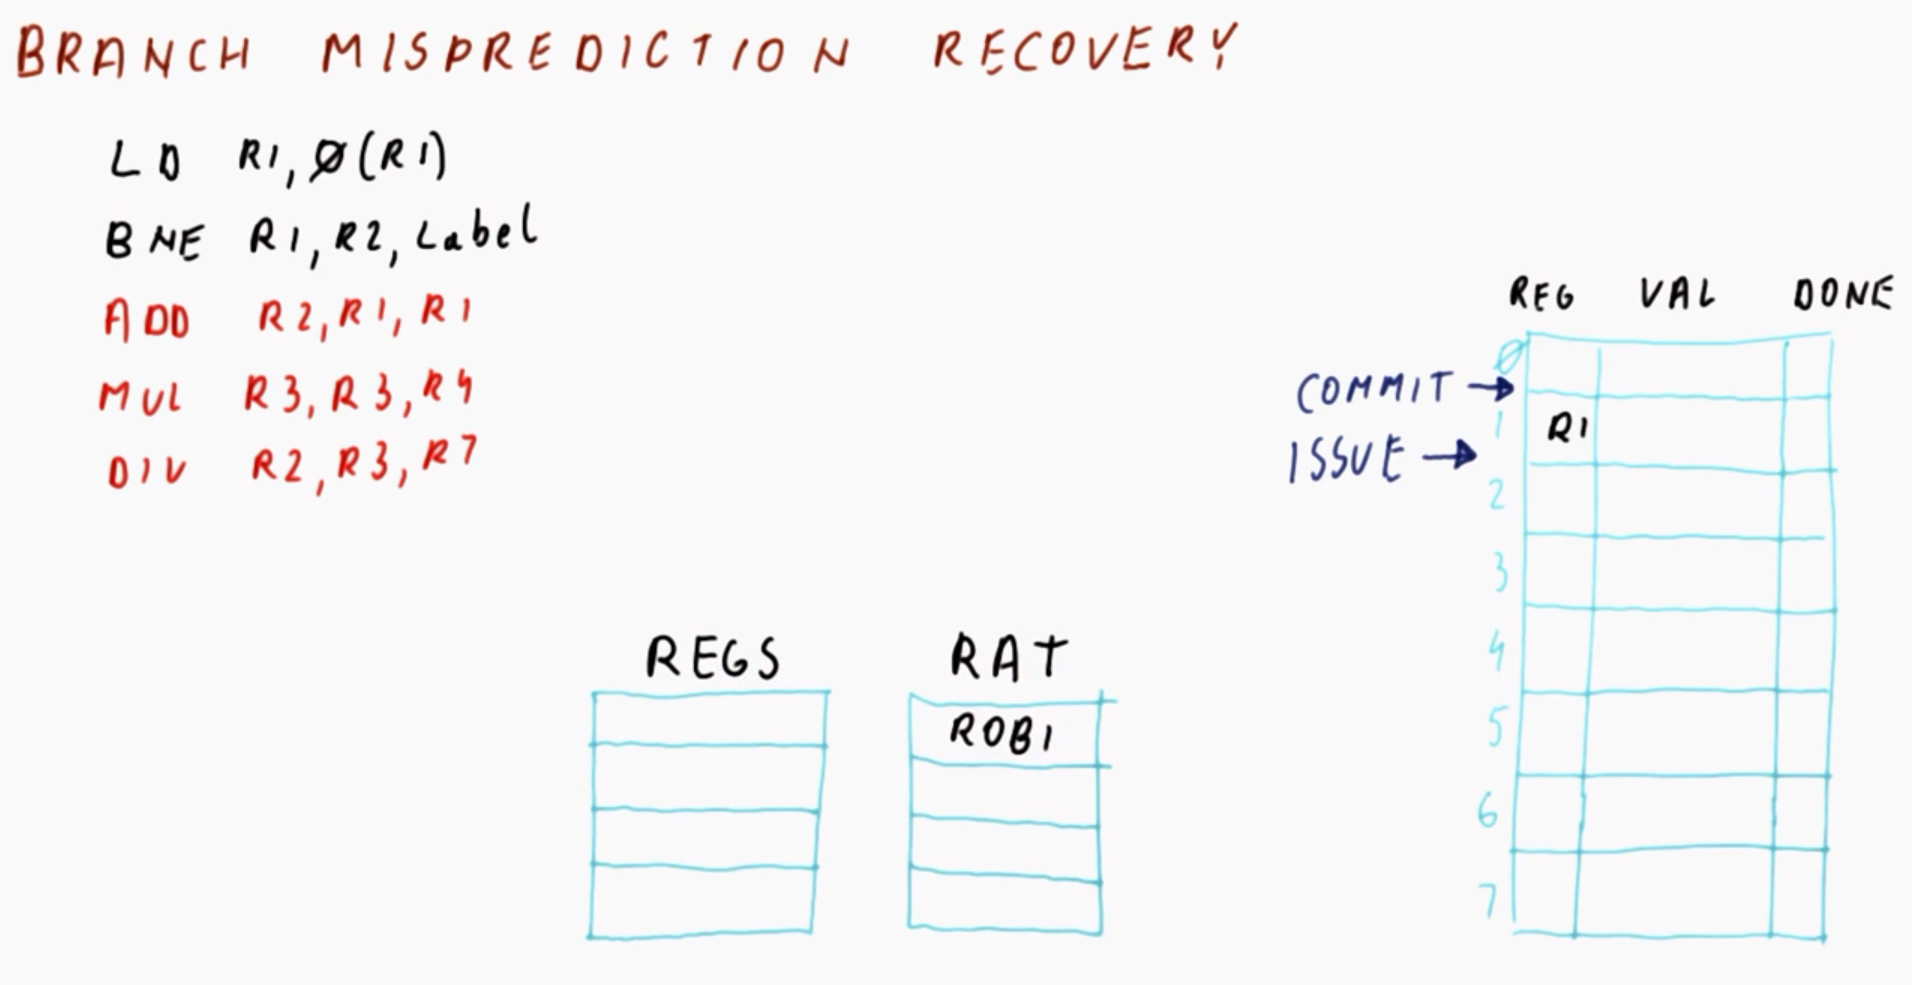 BRANCH MISPREDICTION RECOVERY
LD R1, Ø(R1)
BNE R1, R2, Label
ADD R2, R1, R1
MUL R3, R3, R4
DIV R2, R3, R7
REG VAL DONE
Ø
COMMIT →
1 R1
ISSUE →
2
3
4
5
6
7
REGS
RAT
ROB1